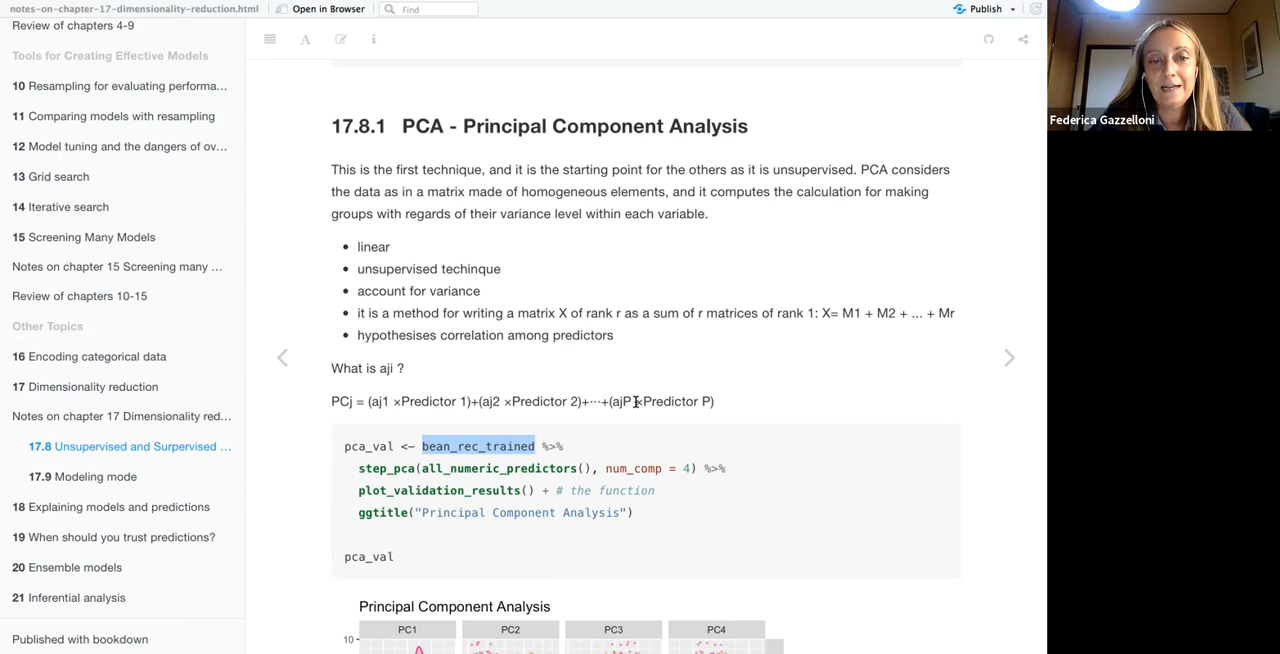 notes-on-chapter-17-dimensionality-reduction.html
Open in Browser
Find
Publish
Review of chapters 4-9
Tools for Creating Effective Models
10 Resampling for evaluating performa...
11 Comparing models with resampling
12 Model tuning and the dangers of ov...
13 Grid search
14 Iterative search
15 Screening Many Models
Notes on chapter 15 Screening many ...
Review of chapters 10-15
Other Topics
16 Encoding categorical data
17 Dimensionality reduction
Notes on chapter 17 Dimensionality red...
17.8 Unsupervised and Surpervised ...
17.9 Modeling mode
18 Explaining models and predictions
19 When should you trust predictions?
20 Ensemble models
21 Inferential analysis
Published with bookdown
17.8.1 PCA - Principal Component Analysis
This is the first technique, and it is the starting point for the others as it is unsupervised. PCA considers
the data as in a matrix made of homogeneous elements, and it computes the calculation for making
groups with regards of their variance level within each variable.
• linear
• unsupervised techinque
• account for variance
• it is a method for writing a matrix X of rank r as a sum of r matrices of rank 1: X= M1 + M2 + ... + Mr
• hypothesises correlation among predictors
What is aji ?
PCj = (aj1 ×Predictor 1)+(aj2 ×Predictor 2)+⋯+(ajP ×Predictor P)
pca_val <- bean_rec_trained %>%
step_pca(all_numeric_predictors(), num_comp = 4) %>%
plot_validation_results() + # the function
ggtitle("Principal Component Analysis")
pca_val
Principal Component Analysis
PC1 PC2 PC3 PC4
10
Federica Gazzelloni